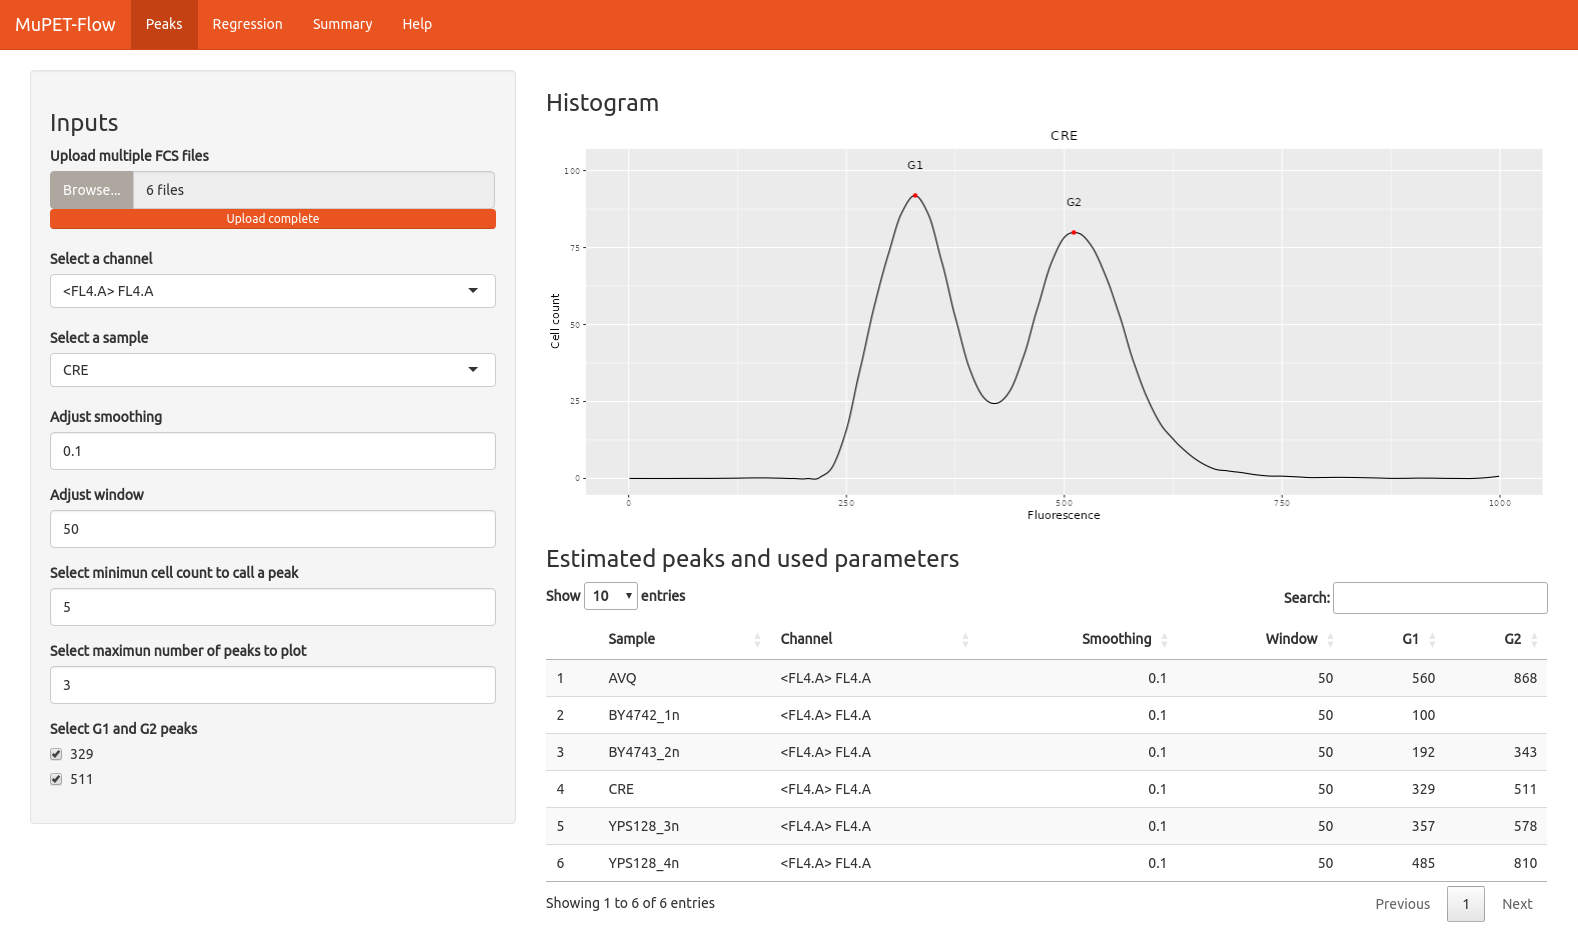 MuPET-Flow Peaks Regression Summary Help
Inputs
Upload multiple FCS files
Browse... 6 files
Upload complete
Select a channel
<FL4.A> FL4.A
Select a sample
CRE
Adjust smoothing
0.1
Adjust window
50
Select minimun cell count to call a peak
5
Select maximun number of peaks to plot
3
Select G1 and G2 peaks
329
511
Histogram
CRE
G1
G2
100
75
50
25
0
Cell count
0 250 500 750 1000
Fluorescence
Estimated peaks and used parameters
Show 10 entries Search:
Sample Channel Smoothing Window G1 G2
1 AVQ <FL4.A> FL4.A 0.1 50 560 868
2 BY4742_1n <FL4.A> FL4.A 0.1 50 100
3 BY4743_2n <FL4.A> FL4.A 0.1 50 192 343
4 CRE <FL4.A> FL4.A 0.1 50 329 511
5 YPS128_3n <FL4.A> FL4.A 0.1 50 357 578
6 YPS128_4n <FL4.A> FL4.A 0.1 50 485 810
Showing 1 to 6 of 6 entries Previous 1 Next